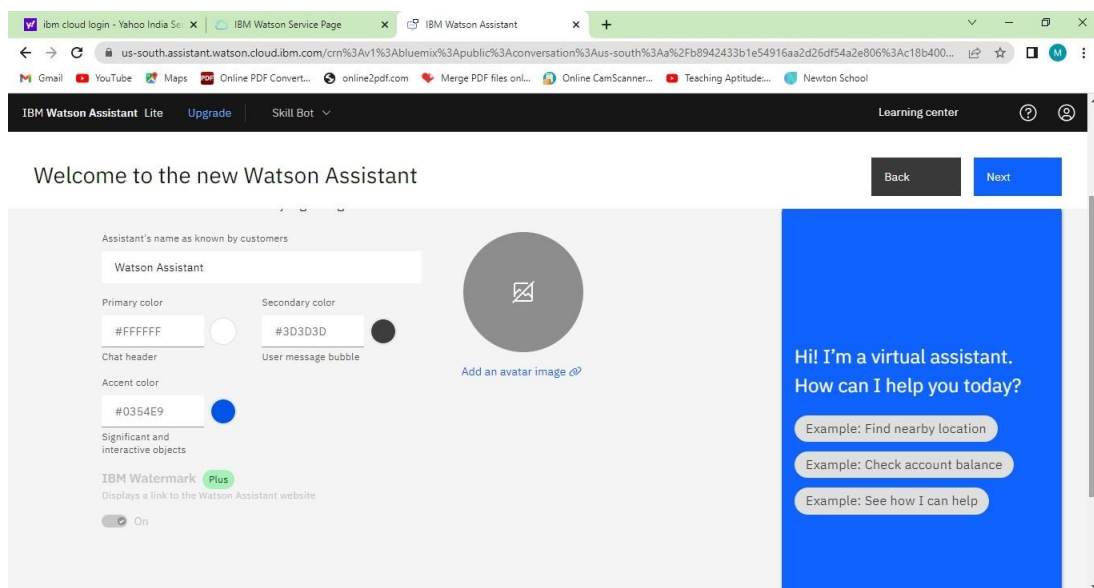 ibm cloud login - Yahoo India Se
IBM Watson Service Page
IBM Watson Assistant
us-south.assistant.watson.cloud.ibm.com/crn%3Av1%3Abluemix%3Apublic%3Aconversation%3Aus-south%3Aa%2Fb8942433b1e54916aa2d26df54a2e806%3Ac18b400...
M
Gmail YouTube Maps Online PDF Convert... online2pdf.com Merge PDF files onl... Online CamScanner... Teaching Aptitude:... Newton School
IBM Watson Assistant Lite Upgrade Skill Bot Learning center
Welcome to the new Watson Assistant
Back Next
Assistant's name as known by customers
Watson Assistant
Primary color Secondary color
#FFFFFF #3D3D3D
Chat header User message bubble
Add an avatar image
Accent color
#0354E9
Significant and
interactive objects
IBM Watermark Plus
Displays a link to the Watson Assistant website
On
Hi! I'm a virtual assistant.
How can I help you today?
Example: Find nearby location
Example: Check account balance
Example: See how I can help